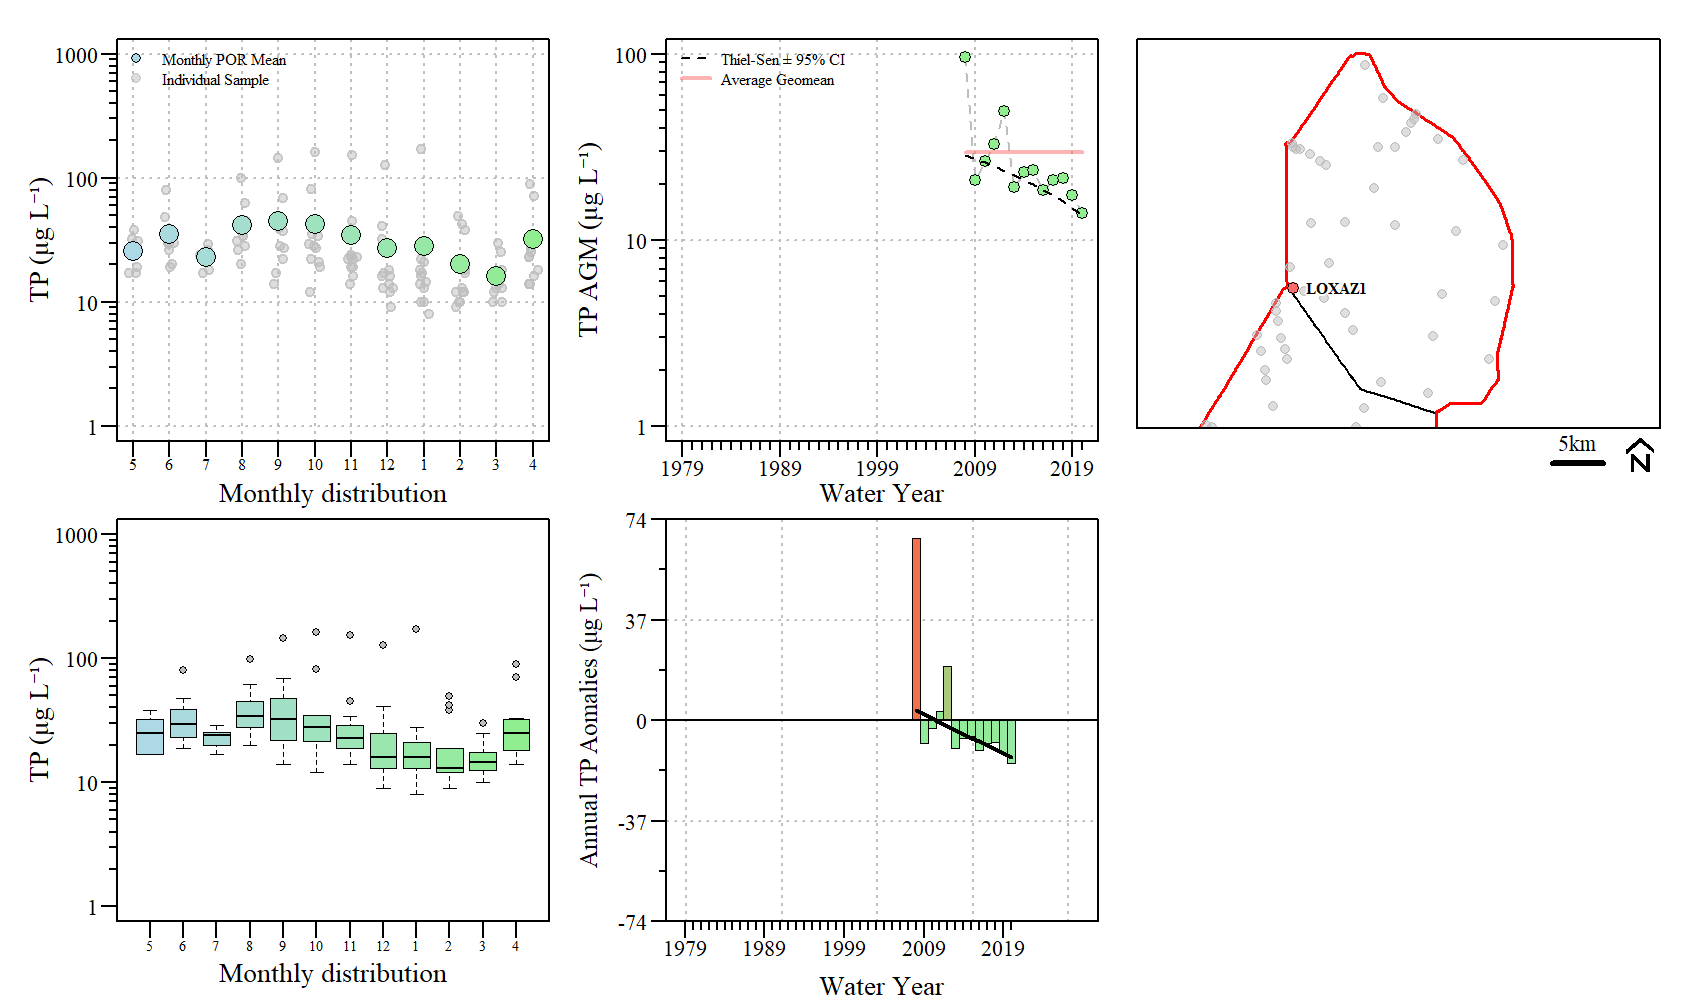 1000
100
10
1
TP (µg L⁻¹)
Monthly POR Mean
Individual Sample
5 6 7 8 9 10 11 12 1 2 3 4
Monthly distribution
100
10
1
TP AGM (µg L⁻¹)
Thiel-Sen ± 95% CI
Average Geomean
1979 1989 1999 2009 2019
Water Year
LOXAZ1
5km
N
1000
100
10
1
TP (µg L⁻¹)
5 6 7 8 9 10 11 12 1 2 3 4
Monthly distribution
74
37
0
-37
-74
Annual TP Aomalies (µg L⁻¹)
1979 1989 1999 2009 2019
Water Year